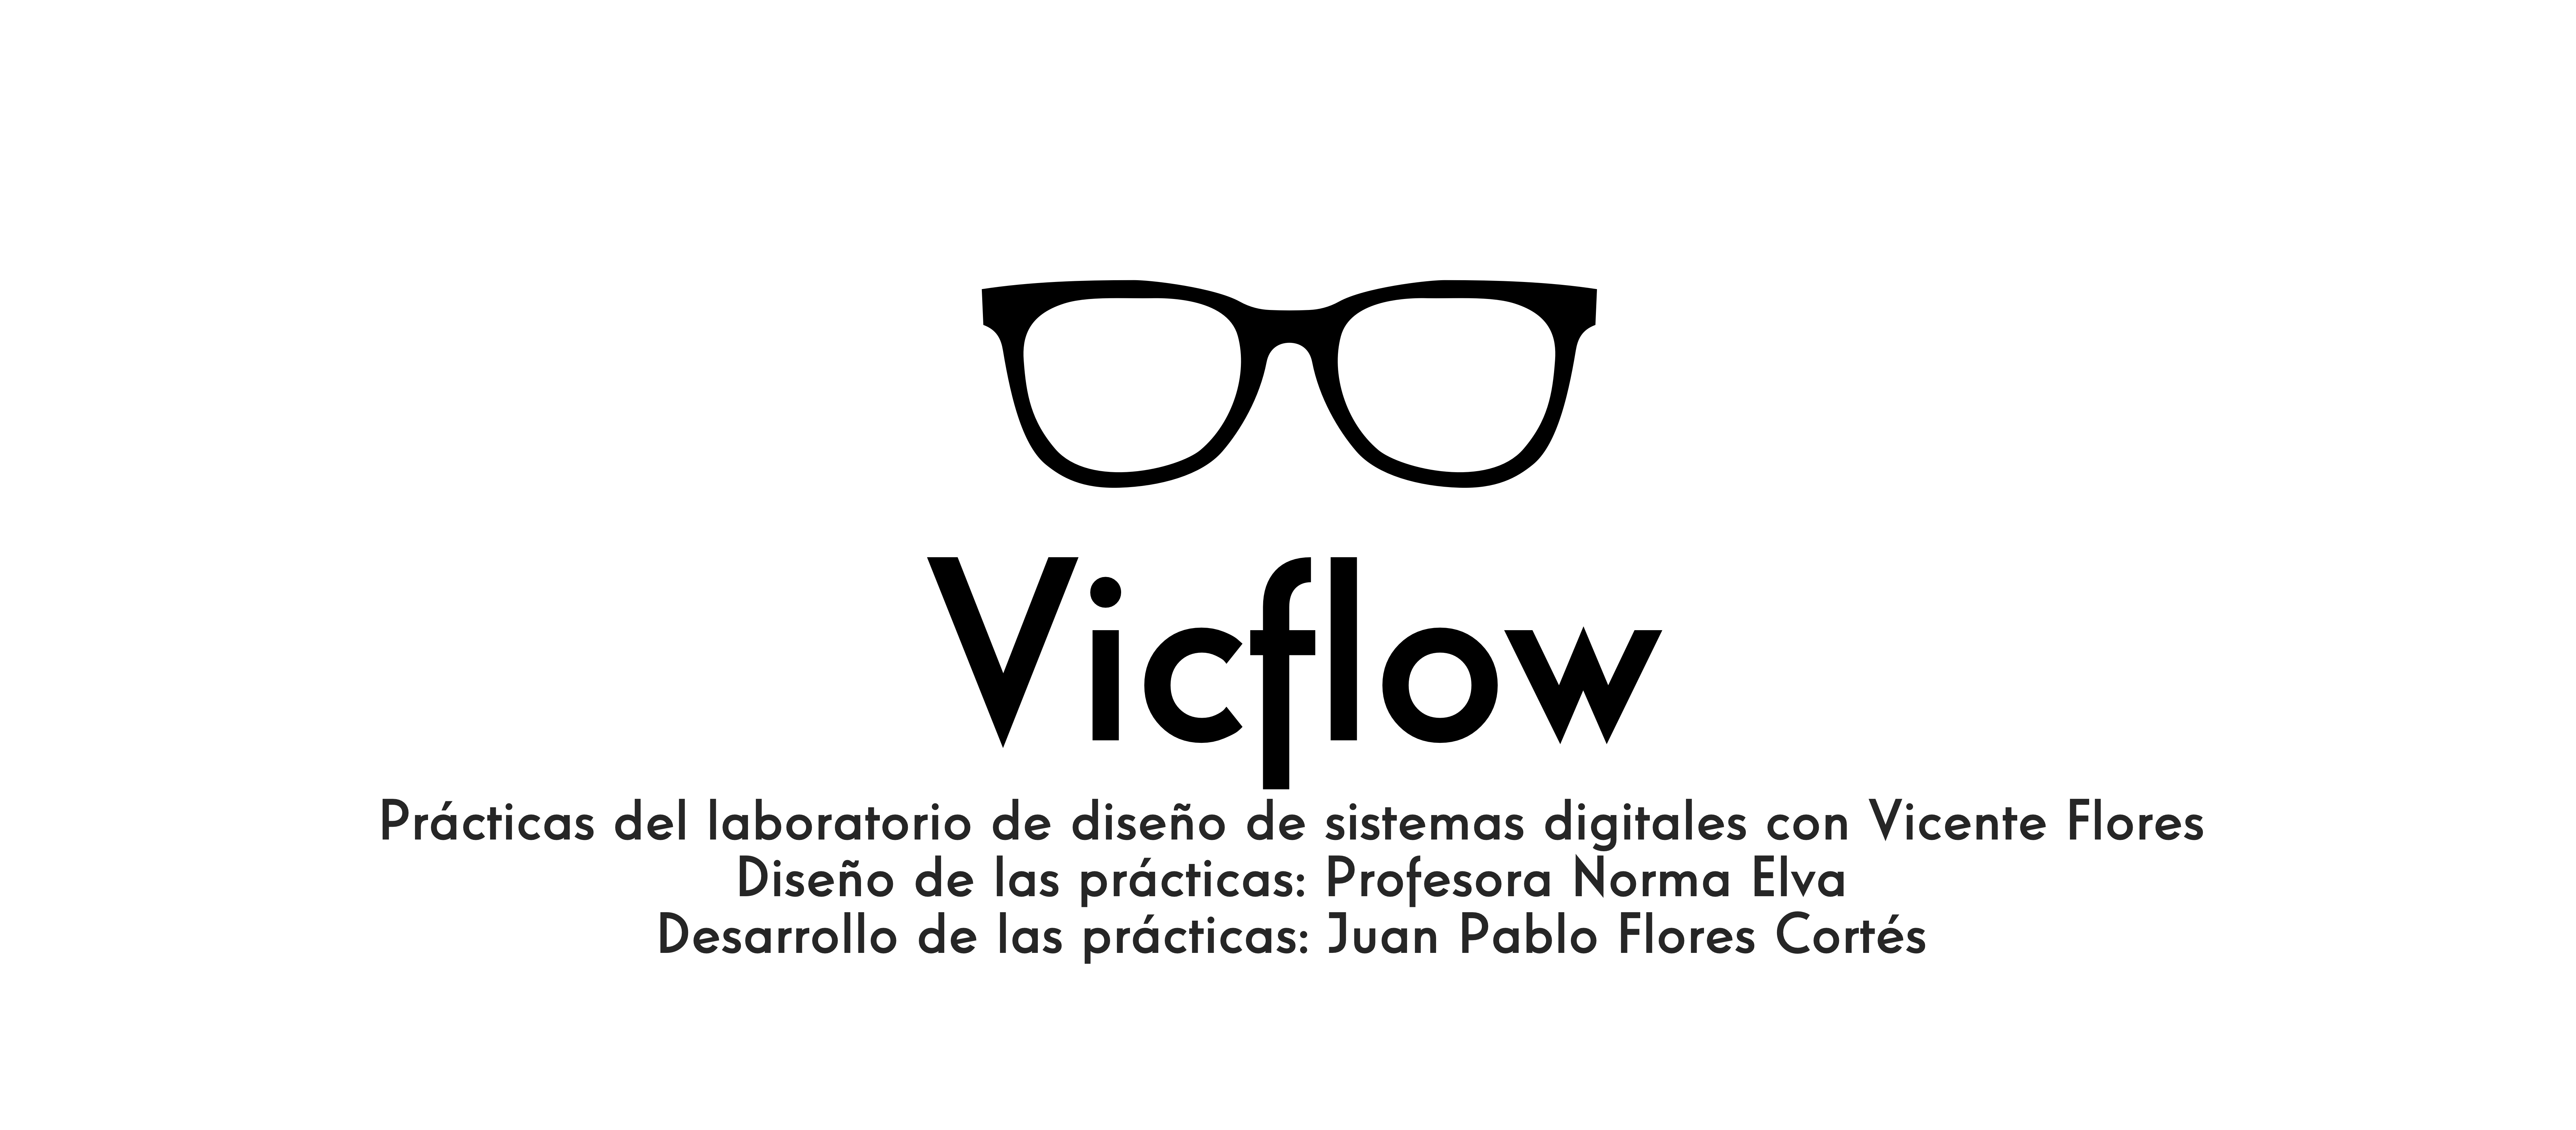 Vicflow
Prácticas del laboratorio de diseño de sistemas digitales con Vicente Flores
Diseño de las prácticas: Profesora Norma Elva
Desarrollo de las prácticas: Juan Pablo Flores Cortés